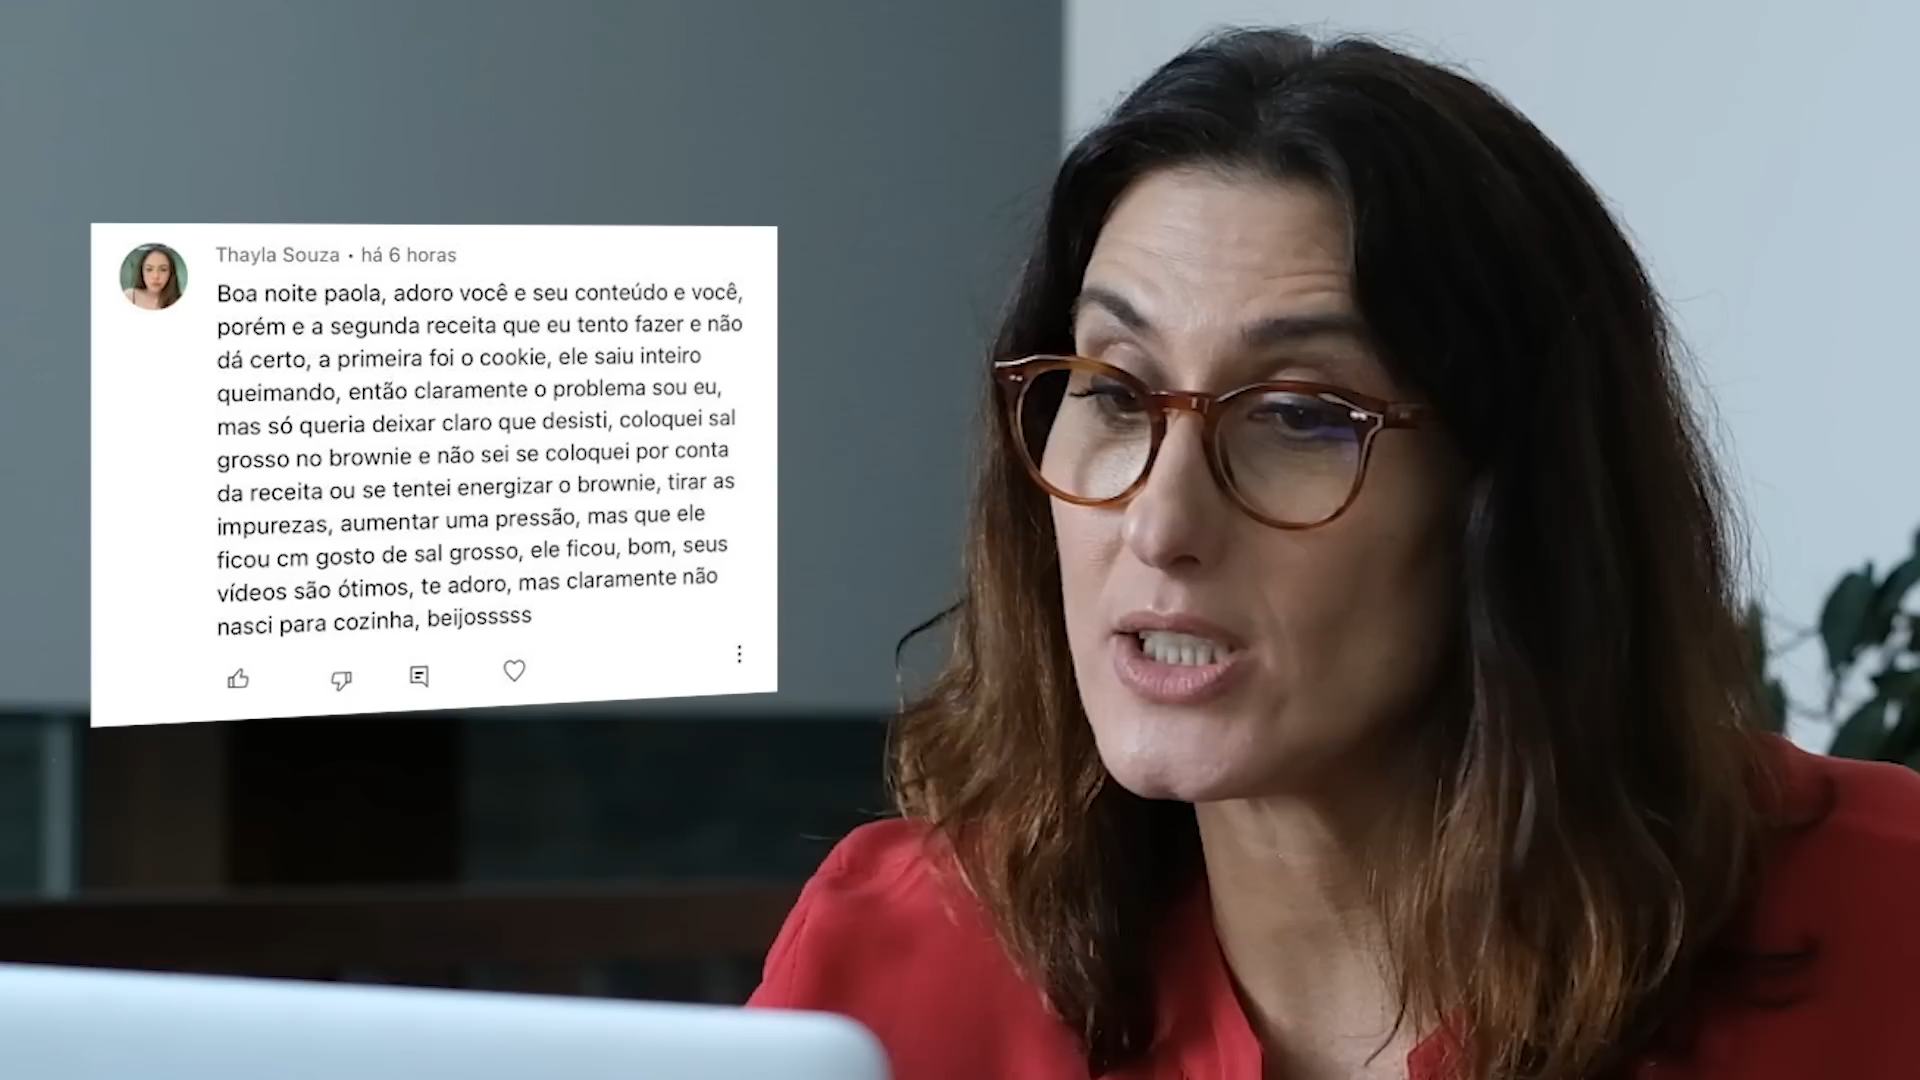 Thayla Souza • há 6 horas
Boa noite paola, adoro você e seu conteúdo e você,
porém e a segunda receita que eu tento fazer e não
dá certo, a primeira foi o cookie, ele saiu inteiro
queimando, então claramente o problema sou eu,
mas só queria deixar claro que desisti, coloquei sal
grosso no brownie e não sei se coloquei por conta
da receita ou se tentei energizar o brownie, tirar as
impurezas, aumentar uma pressão, mas que ele
ficou cm gosto de sal grosso, ele ficou, bom, seus
vídeos são ótimos, te adoro, mas claramente não
nasci para cozinha, beijosssss